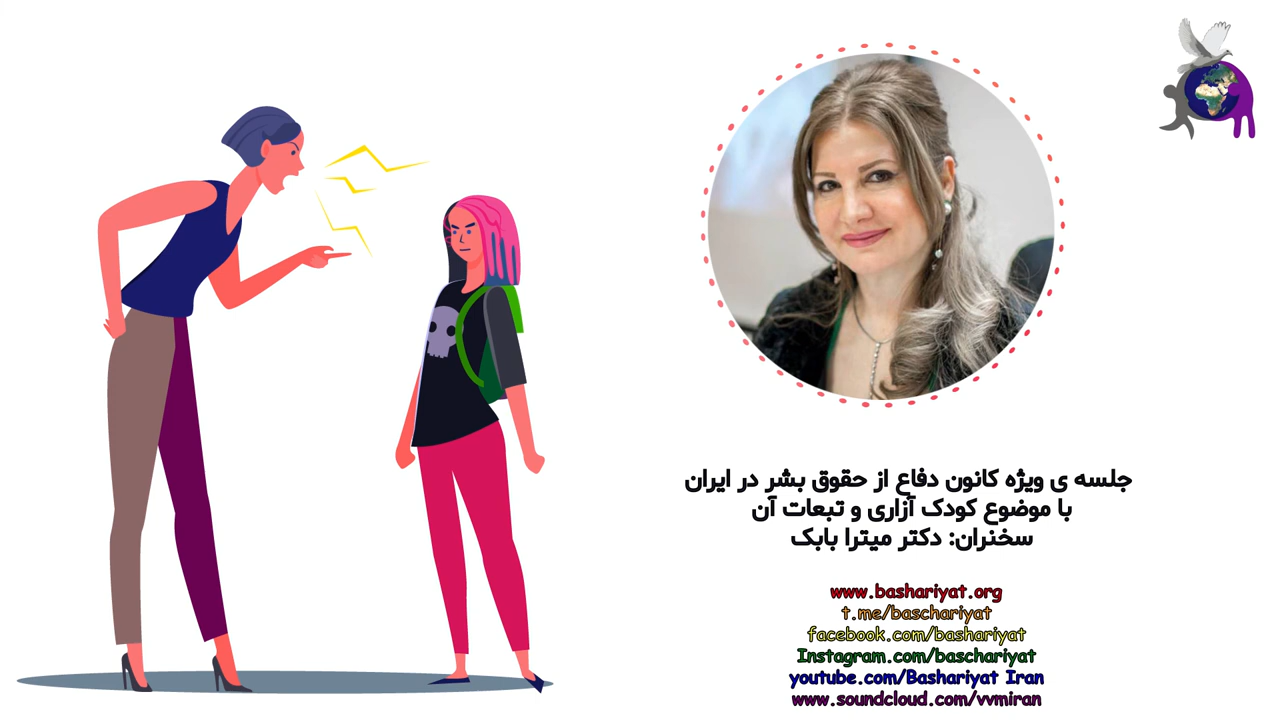 جلسه ی ویژه کانون دفاع از حقوق بشر در ایران
با موضوع کودک آزاری و تبعات آن
سخنران: دکتر میترا بابک
www.bashariyat.org
t.me/baschariyat
facebook.com/bashariyat
Instagram.com/baschariyat
youtube.com/Bashariyat Iran
www.soundcloud.com/vvmiran